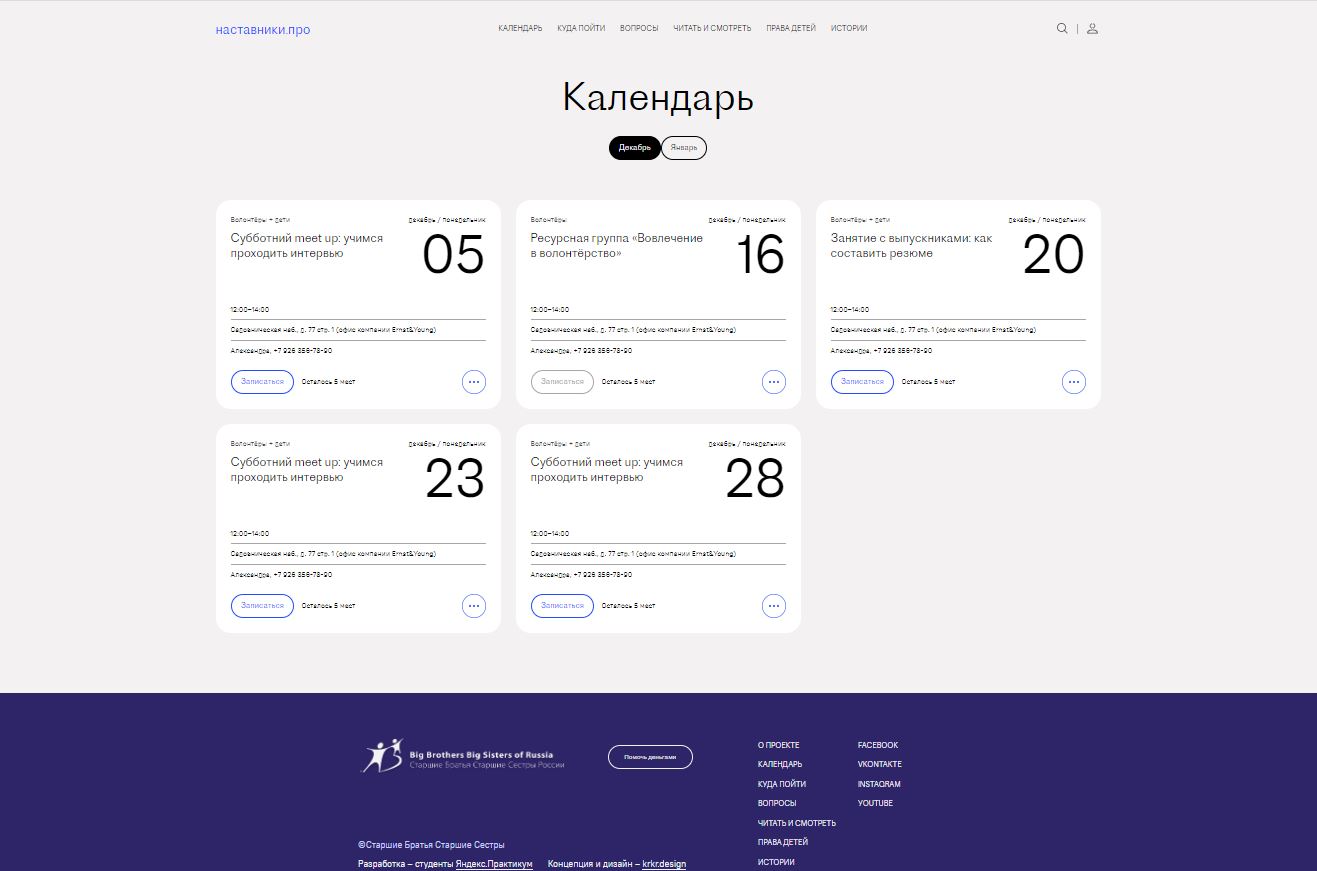 наставники.про
КАЛЕНДАРЬ КУДА ПОЙТИ ВОПРОСЫ ЧИТАТЬ И СМОТРЕТЬ ПРАВА ДЕТЕЙ ИСТОРИИ
Календарь
Декабрь Январь
Волонтёры + дети декабрь / понедельник
Субботний meet up: учимся
проходить интервью
05
12:00–14:00
Садовническая наб., д. 77 стр. 1 (офис компании Ernst&Young)
Александра, +7 926 356-78-90
Записаться Осталось 5 мест
Волонтёры декабрь / понедельник
Ресурсная группа «Вовлечение
в волонтёрство»
16
12:00–14:00
Садовническая наб., д. 77 стр. 1 (офис компании Ernst&Young)
Александра, +7 926 356-78-90
Записаться Осталось 5 мест
Волонтёры + дети декабрь / понедельник
Занятие с выпускниками: как
составить резюме
20
12:00–14:00
Садовническая наб., д. 77 стр. 1 (офис компании Ernst&Young)
Александра, +7 926 356-78-90
Записаться Осталось 5 мест
Волонтёры + дети декабрь / понедельник
Субботний meet up: учимся
проходить интервью
23
12:00–14:00
Садовническая наб., д. 77 стр. 1 (офис компании Ernst&Young)
Александра, +7 926 356-78-90
Записаться Осталось 5 мест
Волонтёры + дети декабрь / понедельник
Субботний meet up: учимся
проходить интервью
28
12:00–14:00
Садовническая наб., д. 77 стр. 1 (офис компании Ernst&Young)
Александра, +7 926 356-78-90
Записаться Осталось 5 мест
Big Brothers Big Sisters of Russia
Старшие Братья Старшие Сестры России
Помочь деньгами
О ПРОЕКТЕ
КАЛЕНДАРЬ
КУДА ПОЙТИ
ВОПРОСЫ
ЧИТАТЬ И СМОТРЕТЬ
ПРАВА ДЕТЕЙ
ИСТОРИИ
FACEBOOK
VKONTAKTE
INSTAGRAM
YOUTUBE
©Старшие Братья Старшие Сестры
Разработка – студенты Яндекс.Практикум Концепция и дизайн – krkr.design